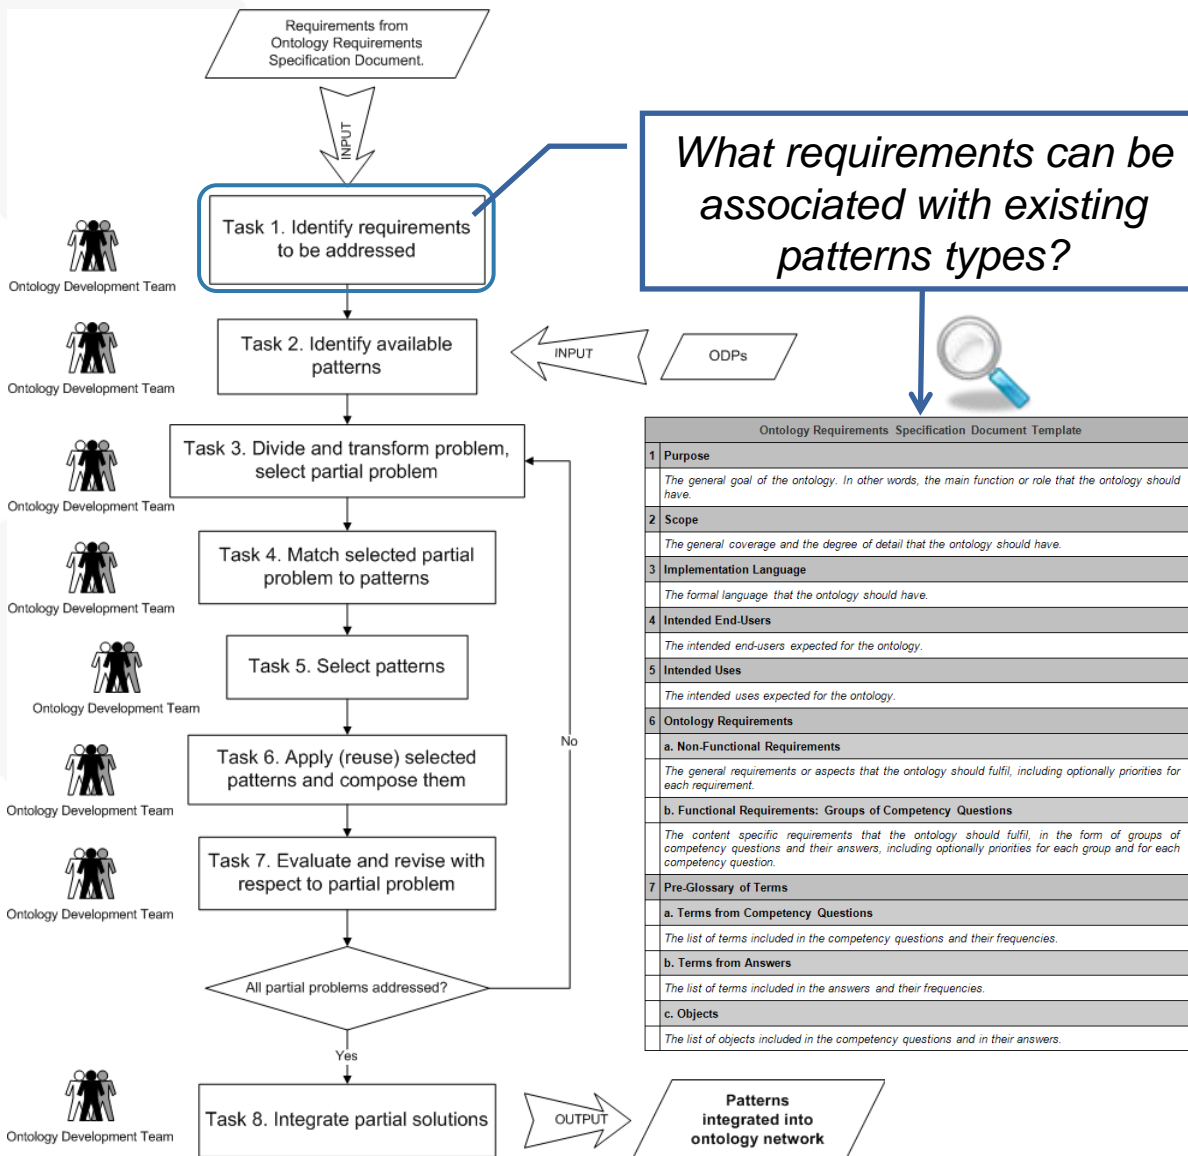 Requirements from
Ontology Requirements
Specification Document.
INPUT
What requirements can be
associated with existing
patterns types?
Task 1. Identify requirements
to be addressed
Ontology Development Team
Task 2. Identify available
patterns
INPUT
ODPs
Ontology Development Team
Task 3. Divide and transform problem,
select partial problem
Ontology Development Team
Task 4. Match selected partial
problem to patterns
Ontology Development Team
Task 5. Select patterns
Ontology Development Team
Task 6. Apply (reuse) selected
patterns and compose them
Ontology Development Team
No
Task 7. Evaluate and revise with
respect to partial problem
Ontology Development Team
All partial problems addressed?
Yes
Task 8. Integrate partial solutions
Ontology Development Team
OUTPUT
Patterns
integrated into
ontology network
Ontology Requirements Specification Document Template
1 Purpose
The general goal of the ontology. In other words, the main function or role that the ontology should
have.
2 Scope
The general coverage and the degree of detail that the ontology should have.
3 Implementation Language
The formal language that the ontology should have.
4 Intended End-Users
The intended end-users expected for the ontology.
5 Intended Uses
The intended uses expected for the ontology.
6 Ontology Requirements
a. Non-Functional Requirements
The general requirements or aspects that the ontology should fulfil, including optionally priorities for
each requirement.
b. Functional Requirements: Groups of Competency Questions
The content specific requirements that the ontology should fulfil, in the form of groups of
competency questions and their answers, including optionally priorities for each group and for each
competency question.
7 Pre-Glossary of Terms
a. Terms from Competency Questions
The list of terms included in the competency questions and their frequencies.
b. Terms from Answers
The list of terms included in the answers and their frequencies.
c. Objects
The list of objects included in the competency questions and in their answers.